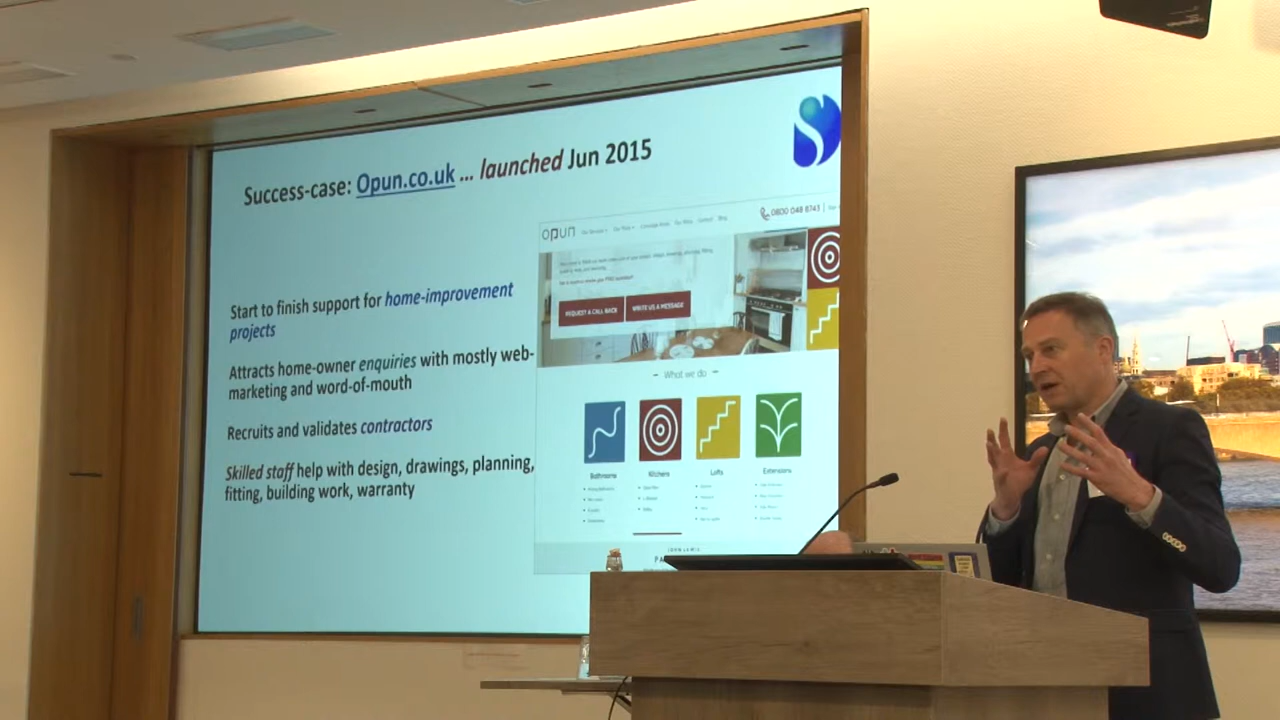 Success-case: Opun.co.uk ... launched Jun 2015
Start to finish support for home-improvement
projects
Attracts home-owner enquiries with mostly web-
marketing and word-of-mouth
Recruits and validates contractors
Skilled staff help with design, drawings, planning,
fitting, building work, warranty
opun
0800 048 8743
REQUEST A CALL BACK
WRITE US A MESSAGE
What we do
Bathrooms Kitchens Lofts Extensions
JOHN LEWIS